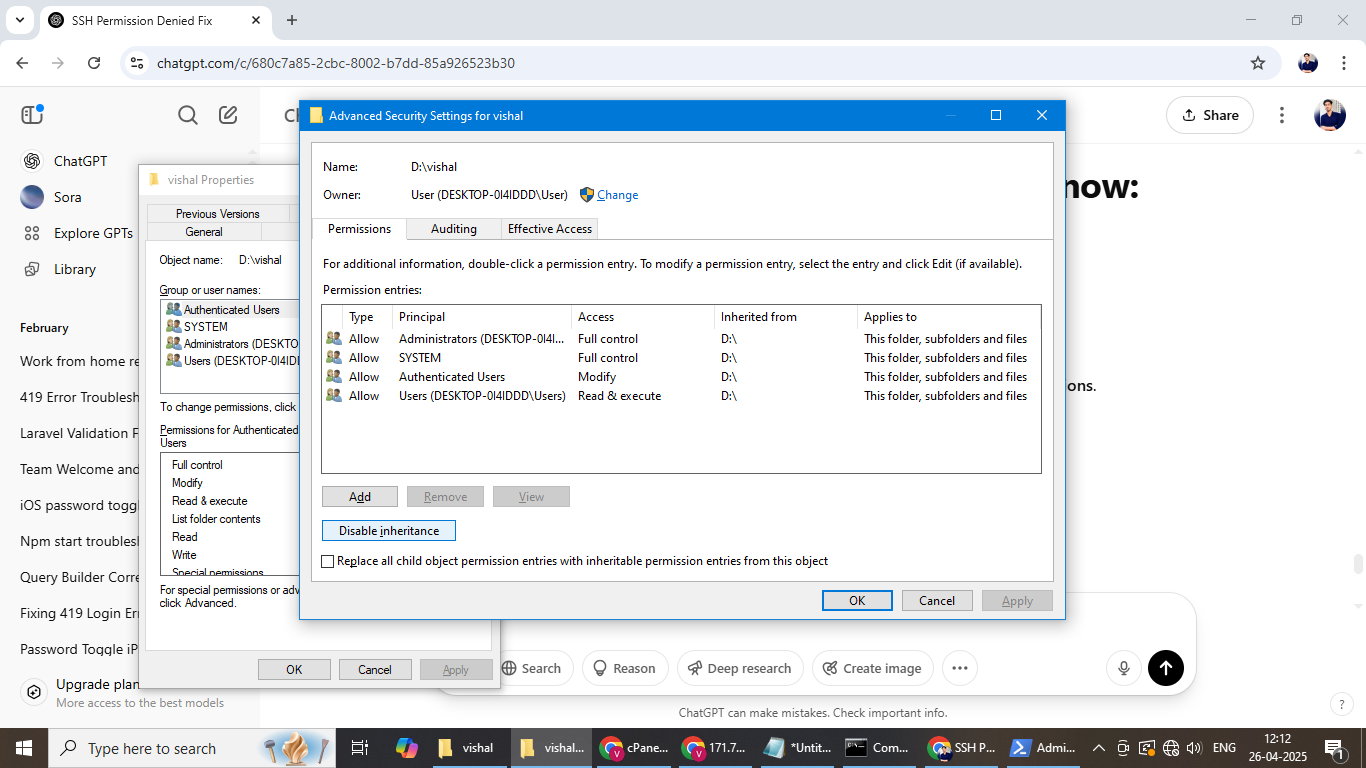 SSH Permission Denied Fix
chatgpt.com/c/680c7a85-2cbc-8002-b7dd-85a926523b30
Share
ChatGPT
Sora
Explore GPTs
Library
February
Work from home re
419 Error Troublesh
Laravel Validation F
Team Welcome and
iOS password toggl
Npm start troublesl
Query Builder Corre
Fixing 419 Login Err
Password Toggle iP
Upgrade plan
More access to the best models
now:
ons.
vishal Properties
Previous Versions
General
Object name: D:\vishal
Group or user names:
Authenticated Users
SYSTEM
Administrators (DESKTO
Users (DESKTOP-0I4IDD
To change permissions, click
Permissions for Authenticated
Users
Full control
Modify
Read & execute
List folder contents
Read
Write
Special permissions
For special permissions or adv
click Advanced.
OK Cancel Apply
Advanced Security Settings for vishal
Name: D:\vishal
Owner: User (DESKTOP-0I4IDDD\User) Change
Permissions Auditing Effective Access
For additional information, double-click a permission entry. To modify a permission entry, select the entry and click Edit (if available).
Permission entries:
Type Principal Access Inherited from Applies to
Allow Administrators (DESKTOP-0I4I... Full control D:\ This folder, subfolders and files
Allow SYSTEM Full control D:\ This folder, subfolders and files
Allow Authenticated Users Modify D:\ This folder, subfolders and files
Allow Users (DESKTOP-0I4IDDD\Users) Read & execute D:\ This folder, subfolders and files
Add Remove View
Disable inheritance
Replace all child object permission entries with inheritable permission entries from this object
OK Cancel Apply
Search Reason Deep research Create image
ChatGPT can make mistakes. Check important info.
?
Type here to search
vishal
vishal...
cPane...
171.7...
*Untit...
Com...
SSH P...
Admi...
ENG
12:12
26-04-2025
1